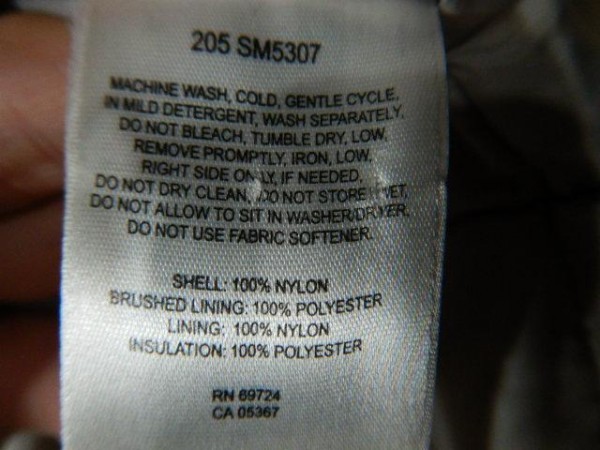 205 SM5307
MACHINE WASH, COLD, GENTLE CYCLE,
IN MILD DETERGENT, WASH SEPARATELY.
DO NOT BLEACH, TUMBLE DRY, LOW.
REMOVE PROMPTLY, IRON, LOW,
RIGHT SIDE ONLY, IF NEEDED.
DO NOT DRY CLEAN, DO NOT STORE WET,
DO NOT ALLOW TO SIT IN WASHER/DRYER.
DO NOT USE FABRIC SOFTENER.
SHELL: 100% NYLON
BRUSHED LINING: 100% POLYESTER
LINING: 100% NYLON
INSULATION: 100% POLYESTER
RN 69724
CA 05367